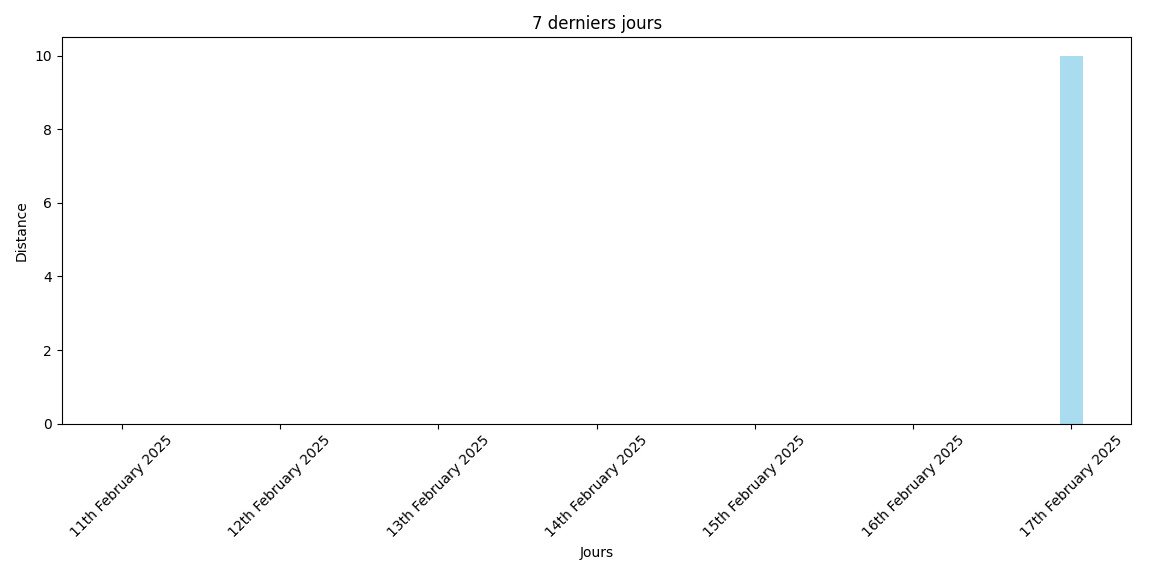 7 derniers jours
Distance
10
8
6
4
2
0
11th February 2025
12th February 2025
13th February 2025
14th February 2025
15th February 2025
16th February 2025
17th February 2025
Jours